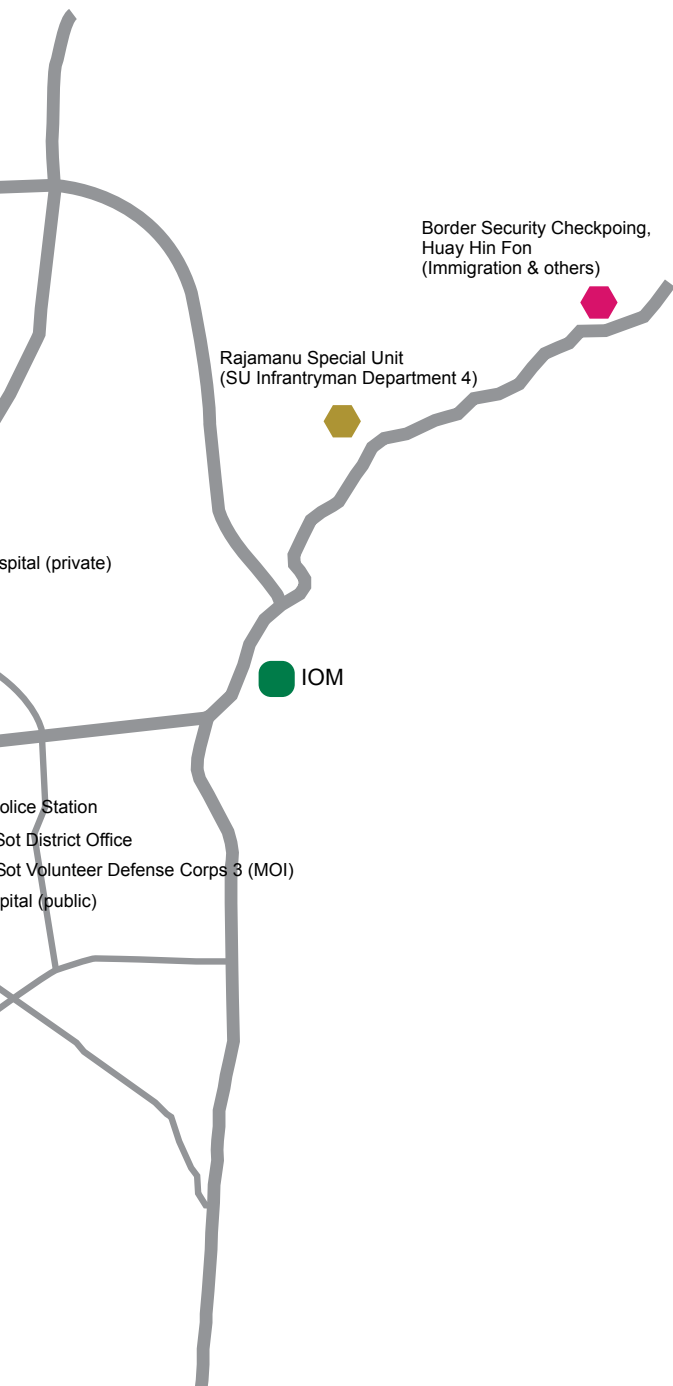 Border Security Checkpoing,
Huay Hin Fon
(Immigration & others)
Rajamanu Special Unit
(SU Infrantryman Department 4)
spital (private)
IOM
olice Station
Sot District Office
Sot Volunteer Defense Corps 3 (MOI)
pital (public)